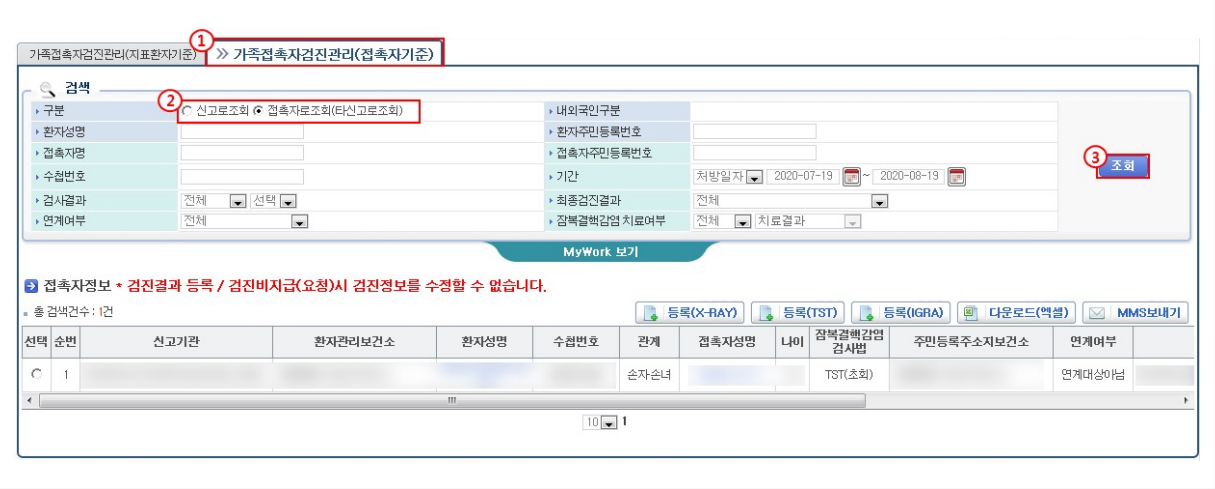 가족접촉자검진관리(지표환자기준)
1
가족접촉자검진관리(접촉자기준)
검색
구분
2
신고로조회 접촉자로조회(타신고로조회)
내외국인구분
환자성명
환자주민등록번호
접촉자명
접촉자주민등록번호
3
조회
수첩번호
기간
처방일자 2020-07-19 ~ 2020-08-19
검사결과
전체 선택
최종검진결과
전체
연계여부
전체
잠복결핵감염 치료여부
전체 치료결과
MyWork 보기
접촉자정보 * 검진결과 등록 / 검진비지급(요청)시 검진정보를 수정할 수 없습니다.
총 검색건수 : 1건
등록(X-RAY) 등록(TST) 등록(IGRA) 다운로드(엑셀) MMS보내기
선택 순번 신고기관 환자관리보건소 환자성명 수첩번호 관계 접촉자성명 나이 잠복결핵감염 검사법 주민등록주소지보건소 연계여부
1 손자손녀 TST(초회) 연계대상아님
10 1